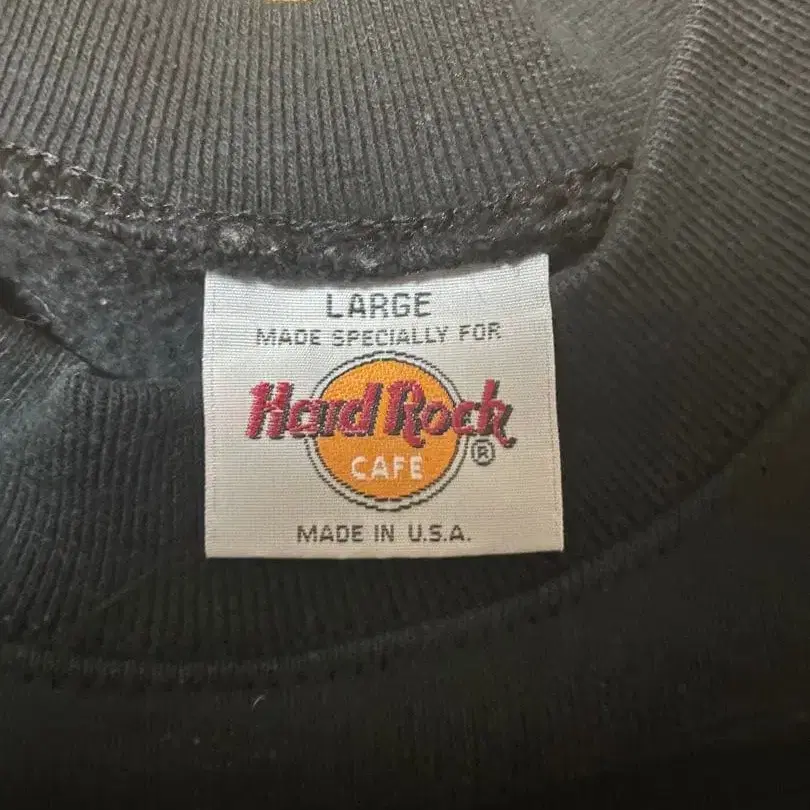 LARGE
MADE SPECIALLY FOR
Hard Rock
CAFE ®
MADE IN U.S.A.